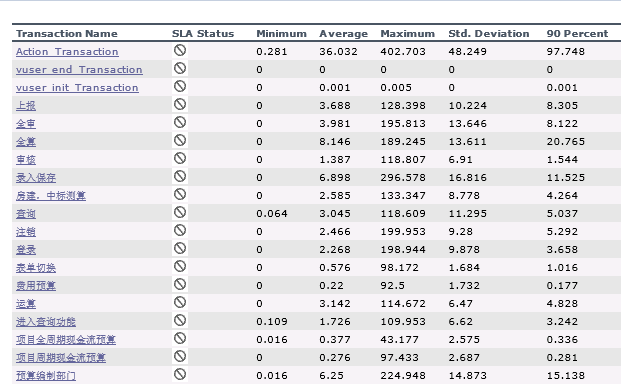 Transaction Name SLA Status Minimum Average Maximum Std. Deviation 90 Percent
Action_Transaction 0.281 36.032 402.703 48.249 97.748
vuser_end_Transaction 0 0 0 0 0
vuser_init_Transaction 0 0.001 0.005 0 0.001
上报 0 3.688 128.398 10.224 8.305
全审 0 3.981 195.813 13.646 8.122
全算 0 8.146 189.245 13.611 20.765
审核 0 1.387 118.807 6.91 1.544
录入保存 0 6.898 296.578 16.816 11.525
房建、中标测算 0 2.585 133.347 8.778 4.264
查询 0.064 3.045 118.609 11.295 5.037
注销 0 2.466 199.953 9.28 5.292
登录 0 2.268 198.944 9.878 3.658
表单切换 0 0.576 98.172 1.684 1.016
费用预算 0 0.22 92.5 1.732 0.177
运算 0 3.142 114.672 6.47 4.828
进入查询功能 0.109 1.726 109.953 6.62 3.242
项目全周期现金流预算 0.016 0.377 43.177 2.575 0.336
项目周期现金流预算 0 0.276 97.433 2.687 0.281
预算编制部门 0.016 6.25 224.948 14.873 15.138